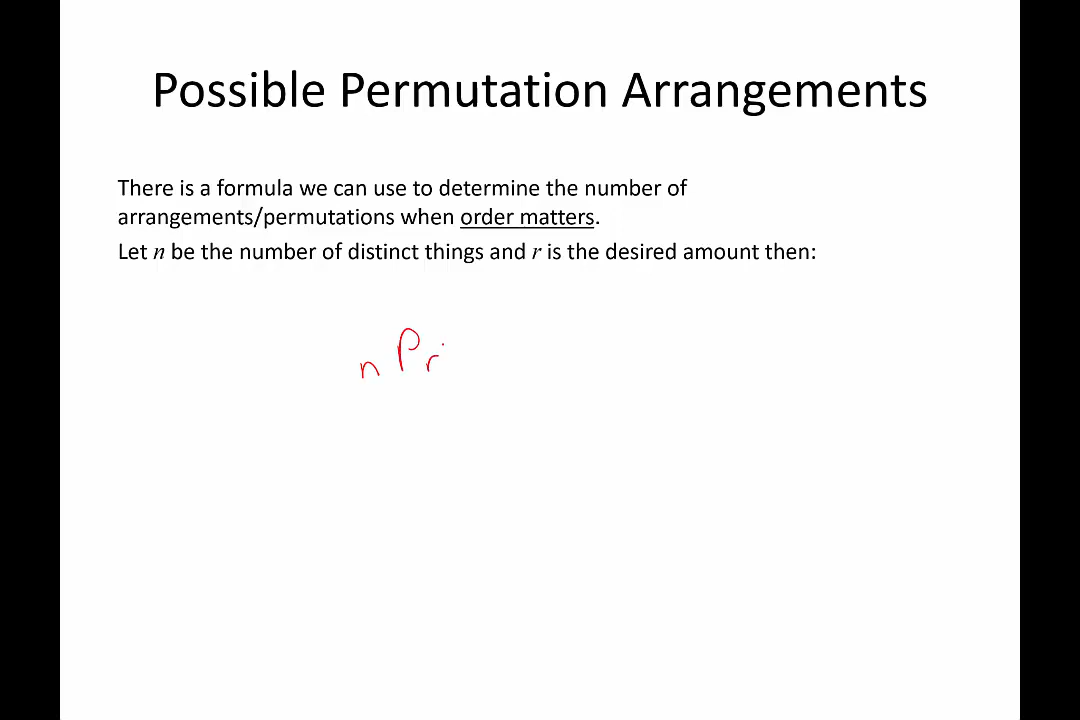 Possible Permutation Arrangements
There is a formula we can use to determine the number of
arrangements/permutations when order matters.
Let n be the number of distinct things and r is the desired amount then:
n P r